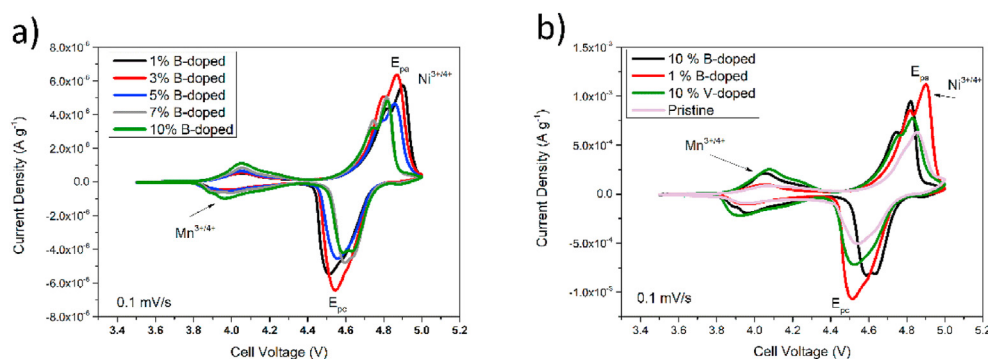 a)
8.0x10⁻⁶
6.0x10⁻⁶
4.0x10⁻⁶
2.0x10⁻⁶
0.0
-2.0x10⁻⁶
-4.0x10⁻⁶
-6.0x10⁻⁶
-8.0x10⁻⁶
Current Density (A g⁻¹)
1% B-doped
3% B-doped
5% B-doped
7% B-doped
10% B-doped
Eₚₐ
Ni³⁺/⁴⁺
Mn³⁺/⁴⁺
Eₚc
0.1 mV/s
3.4 3.6 3.8 4.0 4.2 4.4 4.6 4.8 5.0 5.2
Cell Voltage (V)
b)
1.5x10⁻³
1.0x10⁻³
5.0x10⁻⁴
0.0
-5.0x10⁻⁴
-1.0x10⁻⁵
Current Density (A g⁻¹)
10 % B-doped
1 % B-doped
10 % V-doped
Pristine
Eₚₐ
Ni³⁺/⁴⁺
Mn³⁺/⁴⁺
Eₚc
0.1 mV/s
3.4 3.6 3.8 4.0 4.2 4.4 4.6 4.8 5.0 5.2
Cell Voltage (V)